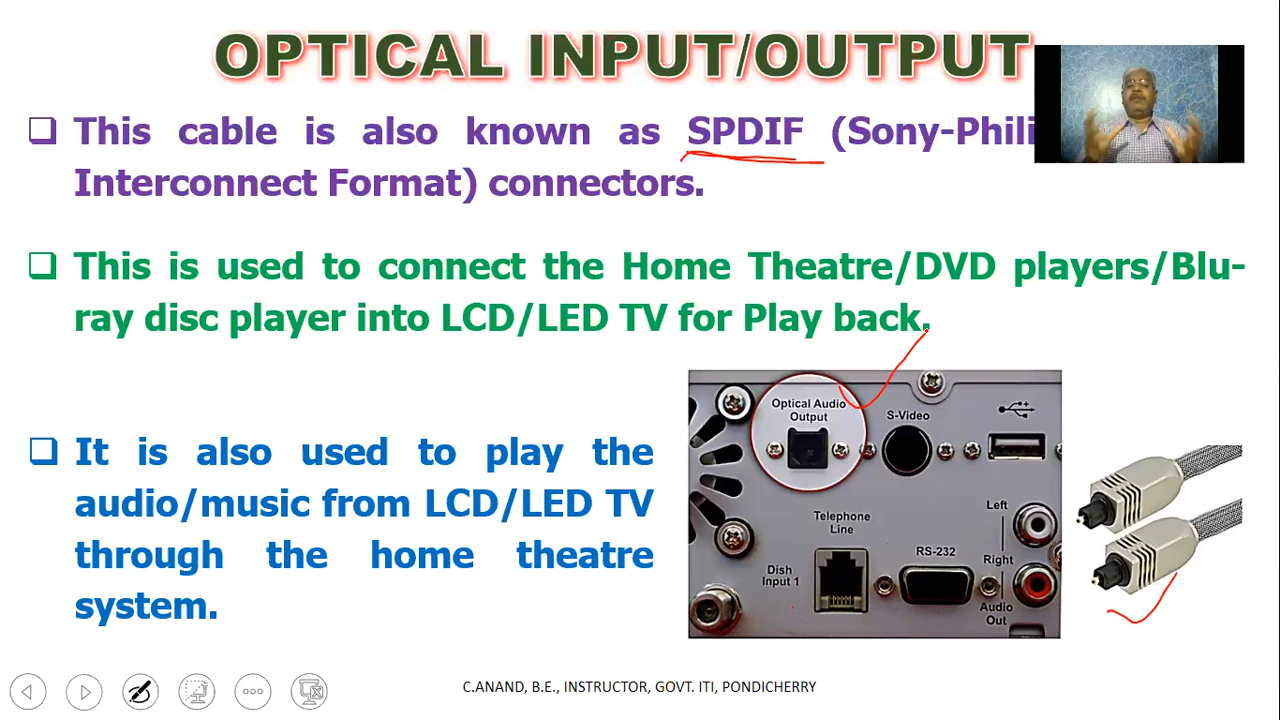 OPTICAL INPUT/OUTPUT
❑ This cable is also known as SPDIF (Sony-Phili
Interconnect Format) connectors.
❑ This is used to connect the Home Theatre/DVD players/Blu-
ray disc player into LCD/LED TV for Play back.
❑ It is also used to play the
audio/music from LCD/LED TV
through the home theatre
system.
Optical Audio
Output
S-Video
Telephone
Line
Left
Dish
Input 1
RS-232
Right
Audio
Out
C.ANAND, B.E., INSTRUCTOR, GOVT. ITI, PONDICHERRY